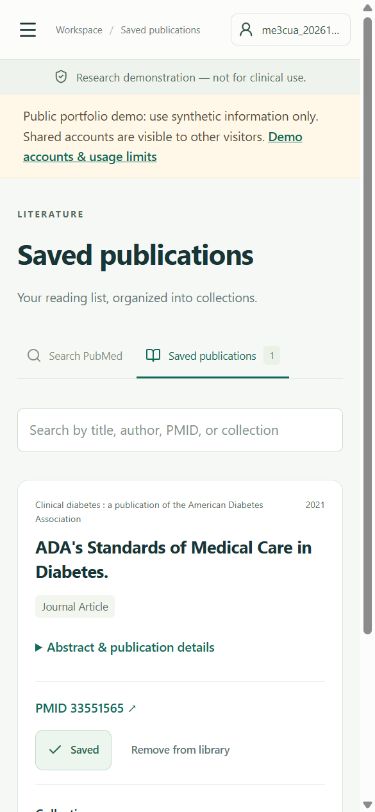 Workspace / Saved publications
me3cua_20261...
Research demonstration — not for clinical use.
Public portfolio demo: use synthetic information only.
Shared accounts are visible to other visitors. Demo
accounts & usage limits
LITERATURE
Saved publications
Your reading list, organized into collections.
Search PubMed
Saved publications 1
Search by title, author, PMID, or collection
Clinical diabetes : a publication of the American Diabetes
Association
2021
ADA's Standards of Medical Care in
Diabetes.
Journal Article
Abstract & publication details
PMID 33551565 ↗
Saved
Remove from library